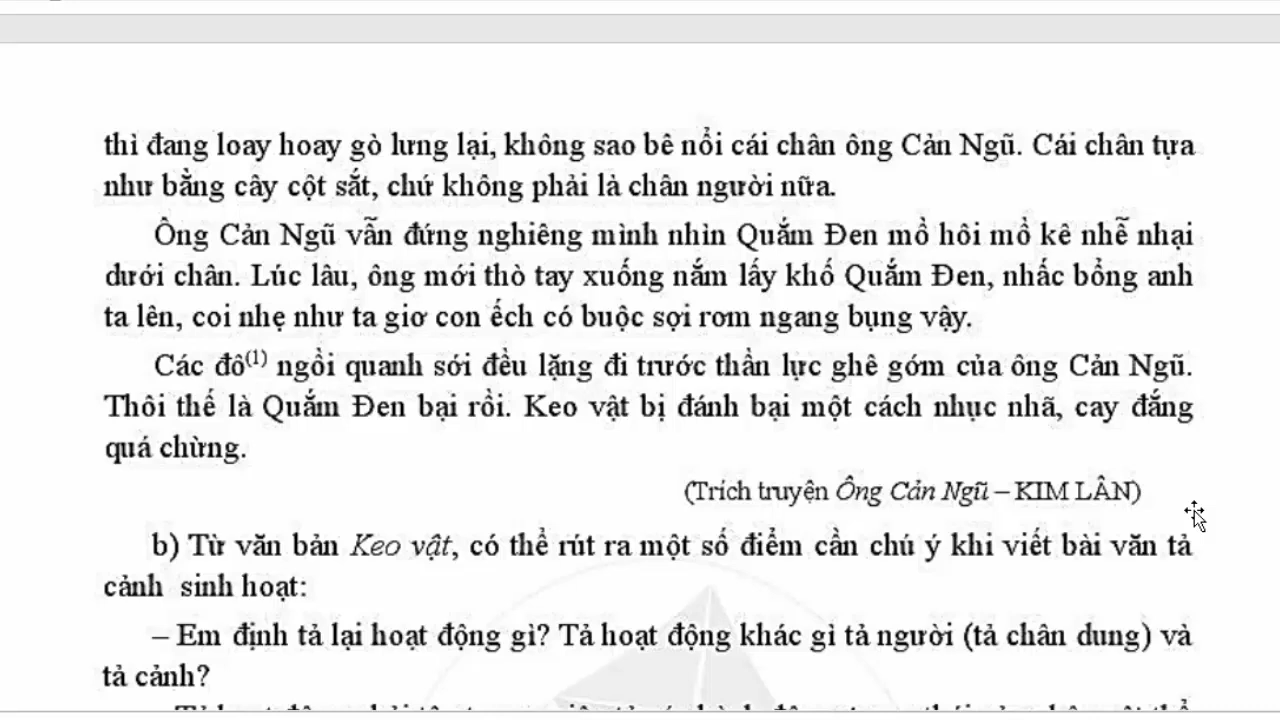 thì đang loay hoay gò lưng lại, không sao bê nổi cái chân ông Cản Ngũ. Cái chân tựa
như bằng cây cột sắt, chứ không phải là chân người nữa.
Ông Cản Ngũ vẫn đứng nghiêng mình nhìn Quắm Đen mồ hôi mồ kê nhễ nhại
dưới chân. Lúc lâu, ông mới thò tay xuống nắm lấy khố Quắm Đen, nhấc bổng anh
ta lên, coi nhẹ như ta giơ con ếch có buộc sợi rơm ngang bụng vậy.
Các đô(1) ngồi quanh sới đều lặng đi trước thần lực ghê gớm của ông Cản Ngũ.
Thôi thế là Quắm Đen bại rồi. Keo vật bị đánh bại một cách nhục nhã, cay đắng
quá chừng.
(Trích truyện Ông Cản Ngũ – KIM LÂN)
b) Từ văn bản Keo vật, có thể rút ra một số điểm cần chú ý khi viết bài văn tả
cảnh sinh hoạt:
– Em định tả lại hoạt động gì? Tả hoạt động khác gì tả người (tả chân dung) và
tả cảnh?